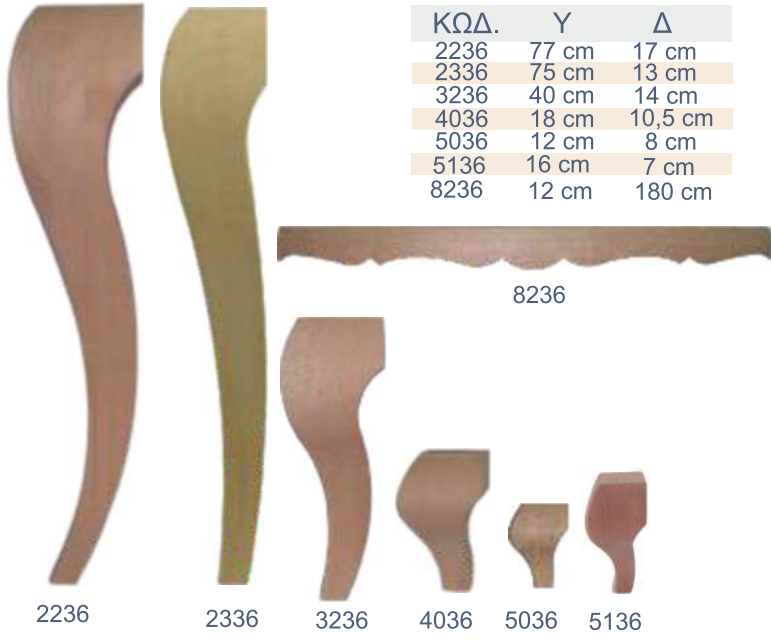 ΚΩΔ. Υ Δ
2236 77 cm 17 cm
2336 75 cm 13 cm
3236 40 cm 14 cm
4036 18 cm 10,5 cm
5036 12 cm 8 cm
5136 16 cm 7 cm
8236 12 cm 180 cm
8236
2236
2336
3236
4036
5036
5136